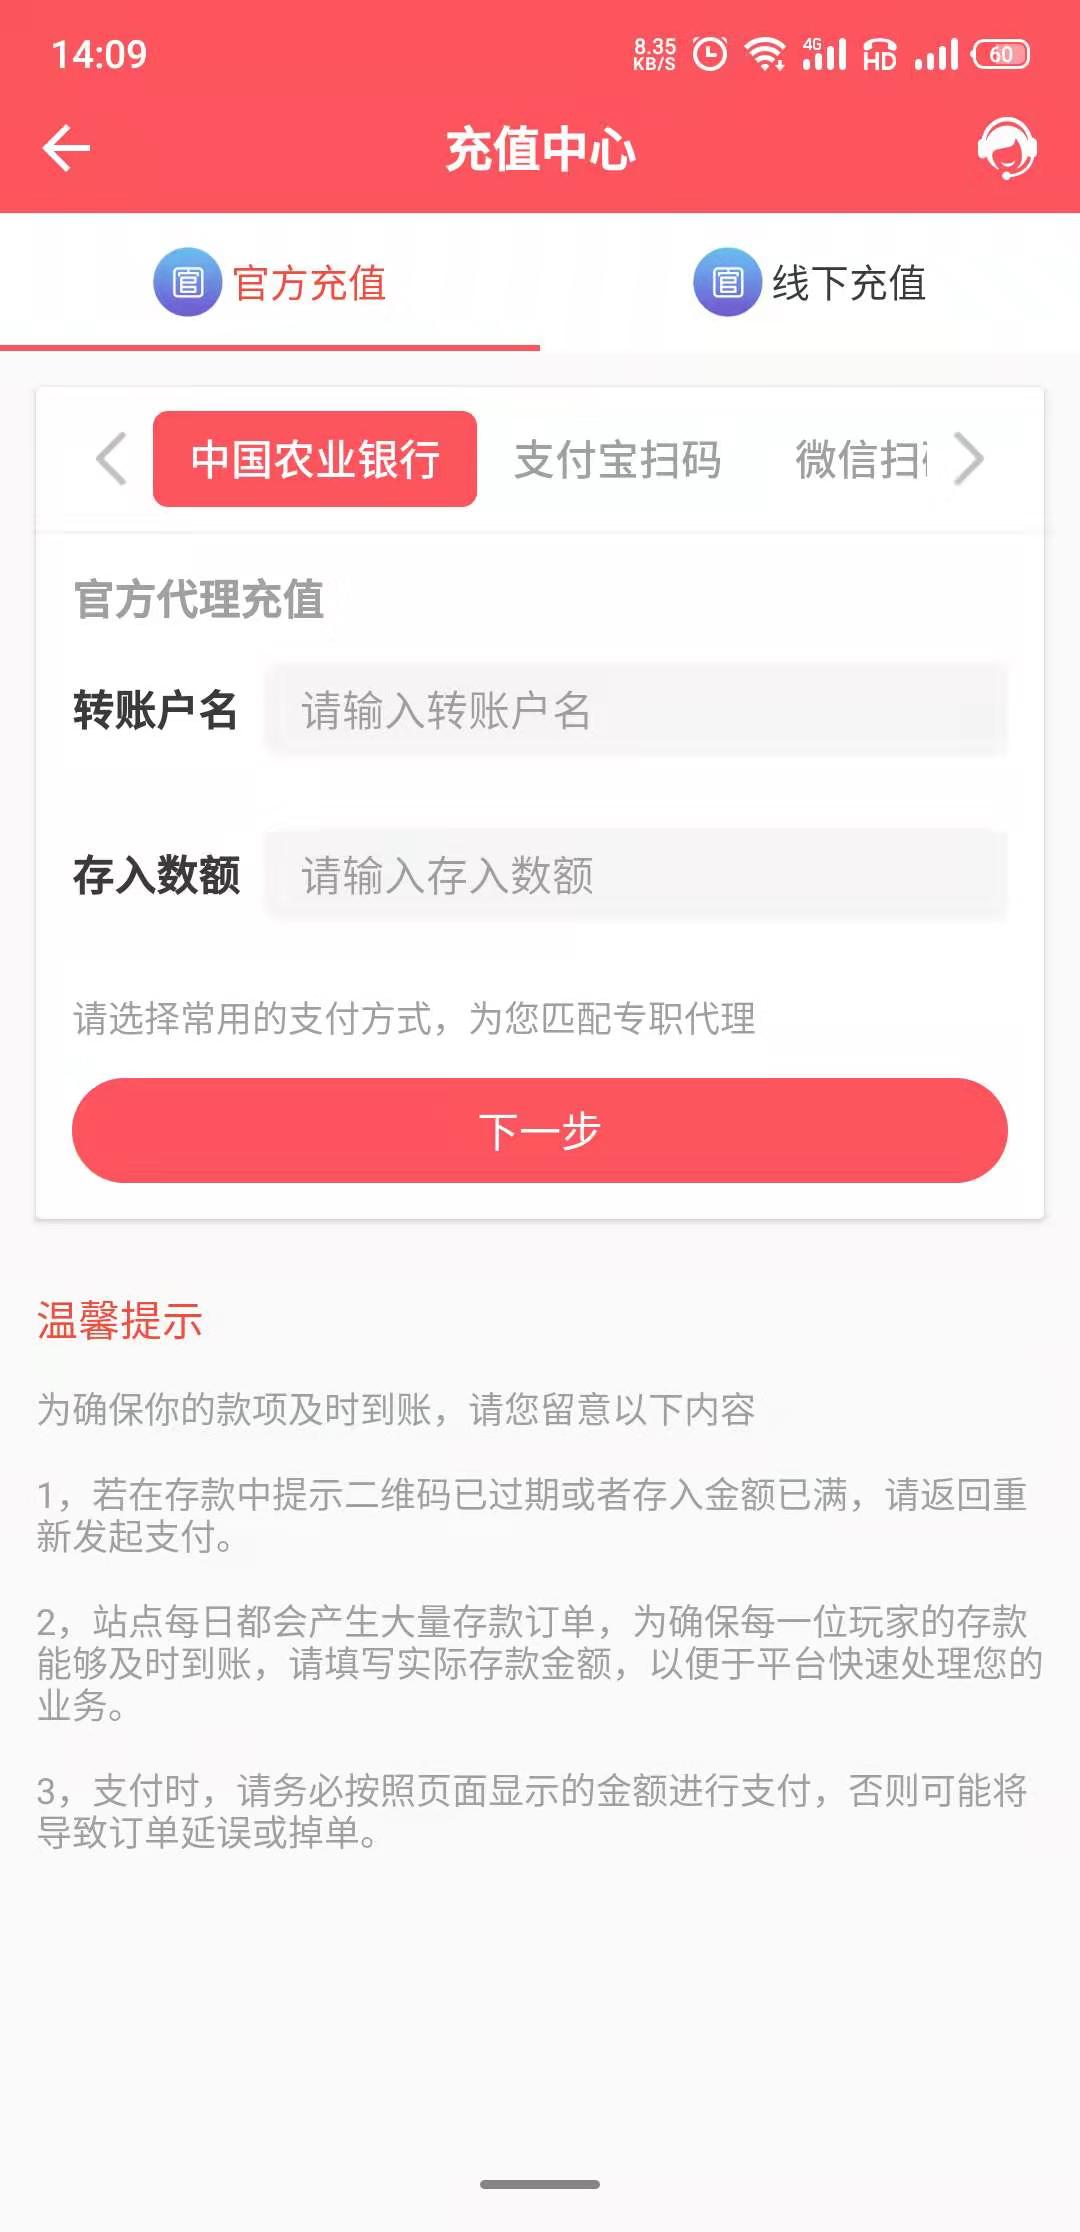 14:09
8.35 KB/S 4G HD 60
充值中心
官方充值 线下充值
中国农业银行 支付宝扫码 微信扫
官方代理充值
转账户名 请输入转账户名
存入数额 请输入存入数额
请选择常用的支付方式，为您匹配专职代理
下一步
温馨提示
为确保你的款项及时到账，请您留意以下内容
1，若在存款中提示二维码已过期或者存入金额已满，请返回重
新发起支付。
2，站点每日都会产生大量存款订单，为确保每一位玩家的存款
能够及时到账，请填写实际存款金额，以便于平台快速处理您的
业务。
3，支付时，请务必按照页面显示的金额进行支付，否则可能将
导致订单延误或掉单。